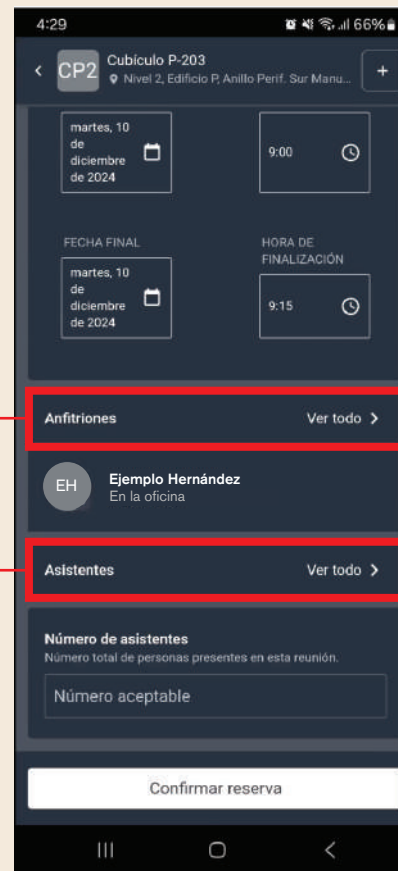 4:29
66%
CP2
Cubículo P-203
Nivel 2, Edificio P, Anillo Perif. Sur Manu...
+
martes, 10
de
diciembre
de 2024
9:00
FECHA FINAL
HORA DE
FINALIZACIÓN
martes, 10
de
diciembre
de 2024
9:15
Anfitriones
Ver todo
EH
Ejemplo Hernández
En la oficina
Asistentes
Ver todo
Número de asistentes
Número total de personas presentes en esta reunión.
Número aceptable
Confirmar reserva